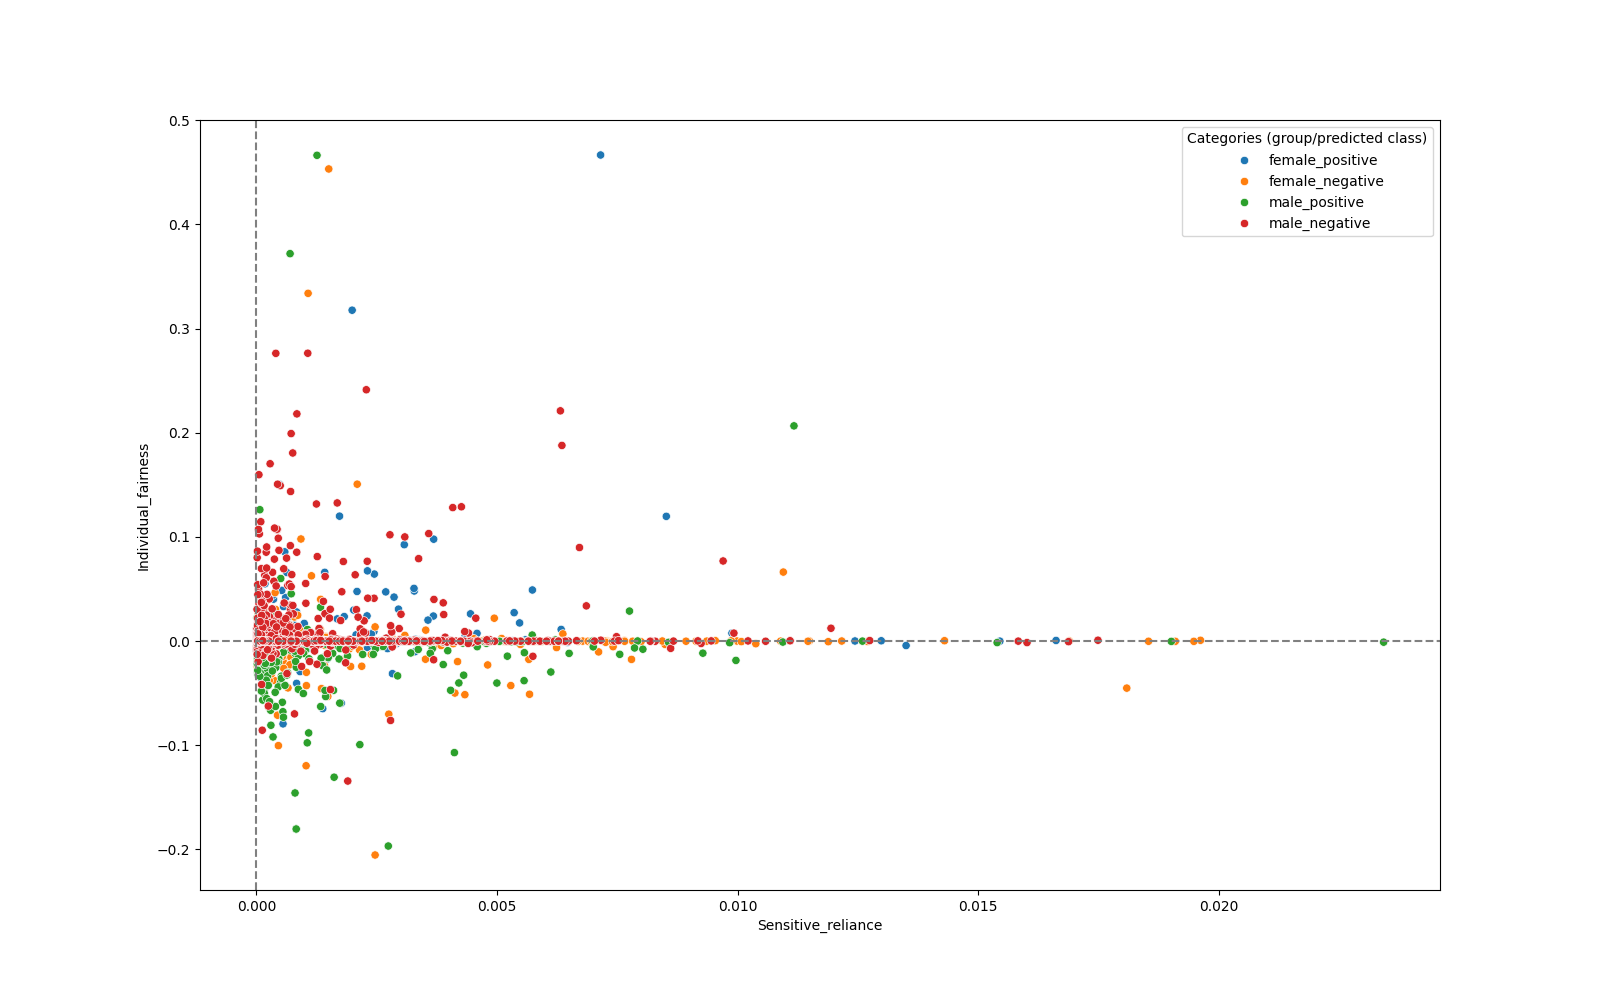 Categories (group/predicted class)
female_positive
female_negative
male_positive
male_negative
0.5
0.4
0.3
0.2
0.1
0.0
−0.1
−0.2
Individual_fairness
0.000
0.005
0.010
0.015
0.020
Sensitive_reliance